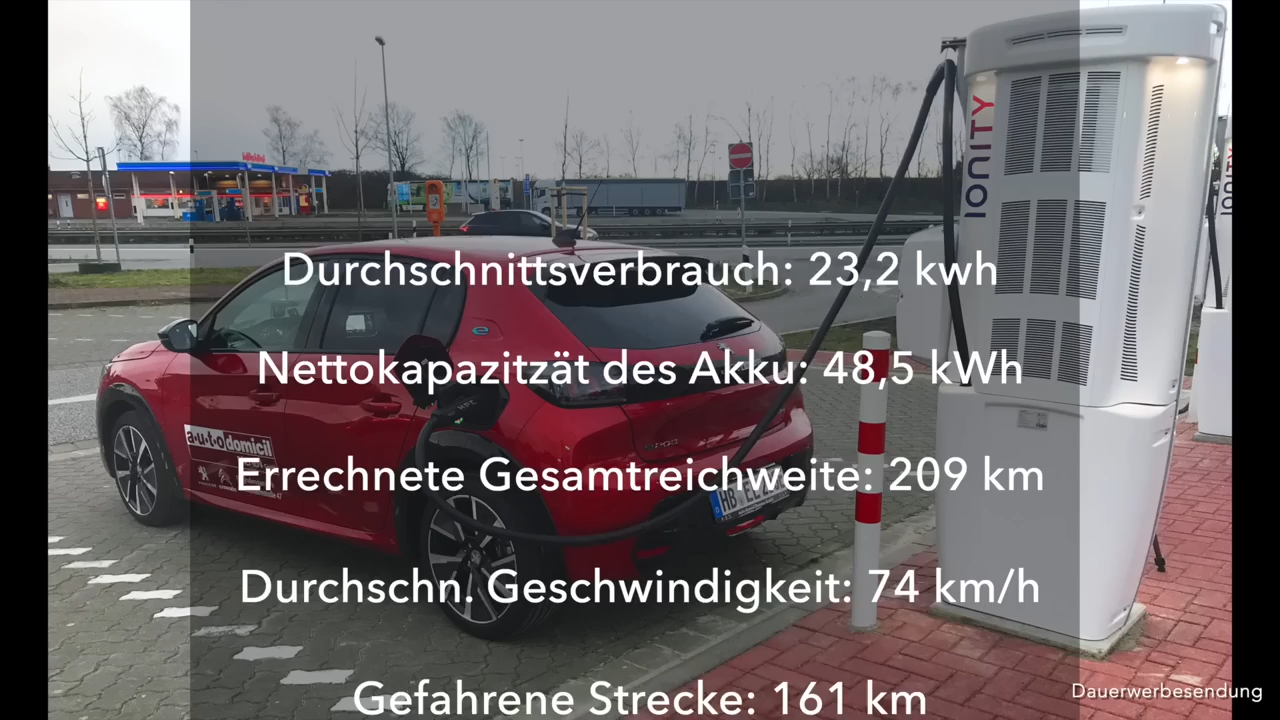 IONITY
IONITY
Durchschnittsverbrauch: 23,2 kwh
Nettokapazitzät des Akku: 48,5 kWh
a·u·t·o domicil
Errechnete Gesamtreichweite: 209 km
Durchschn. Geschwindigkeit: 74 km/h
Gefahrene Strecke: 161 km
Dauerwerbesendung